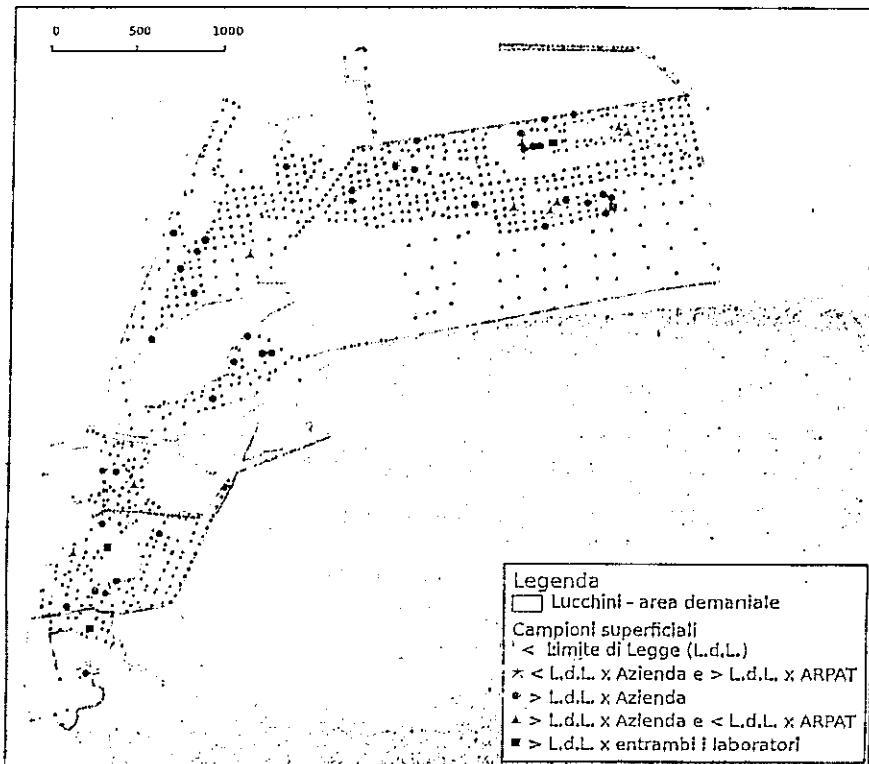 0 500 1000
Legenda
Lucchini - area demaniale
Campioni superficiali
< Limite di Legge (L.d.L.)
< L.d.L. x Azienda e > L.d.L. x ARPAT
> L.d.L. x Azienda
> L.d.L. x Azienda e < L.d.L. x ARPAT
> L.d.L. x entrambi i laboratori